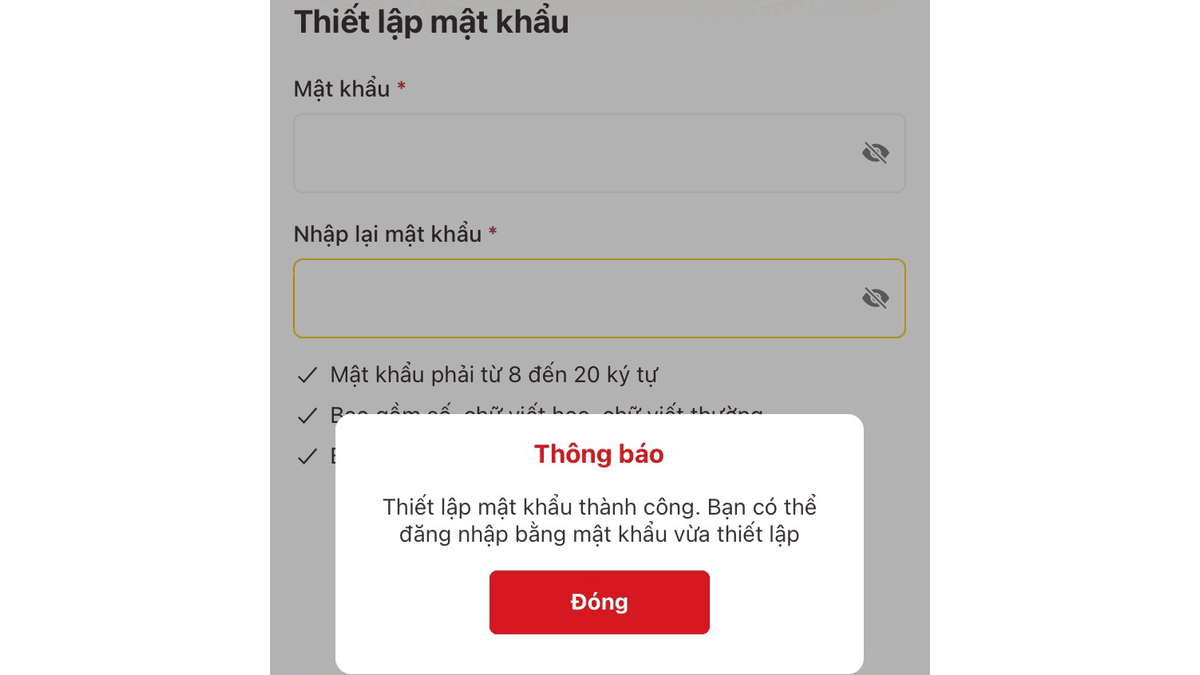 Thiết lập mật khẩu
Mật khẩu *
Nhập lại mật khẩu *
Mật khẩu phải từ 8 đến 20 ký tự
Bao gồm số, chữ viết hoa, chữ viết thường
Thông báo
Thiết lập mật khẩu thành công. Bạn có thể
đăng nhập bằng mật khẩu vừa thiết lập
Đóng